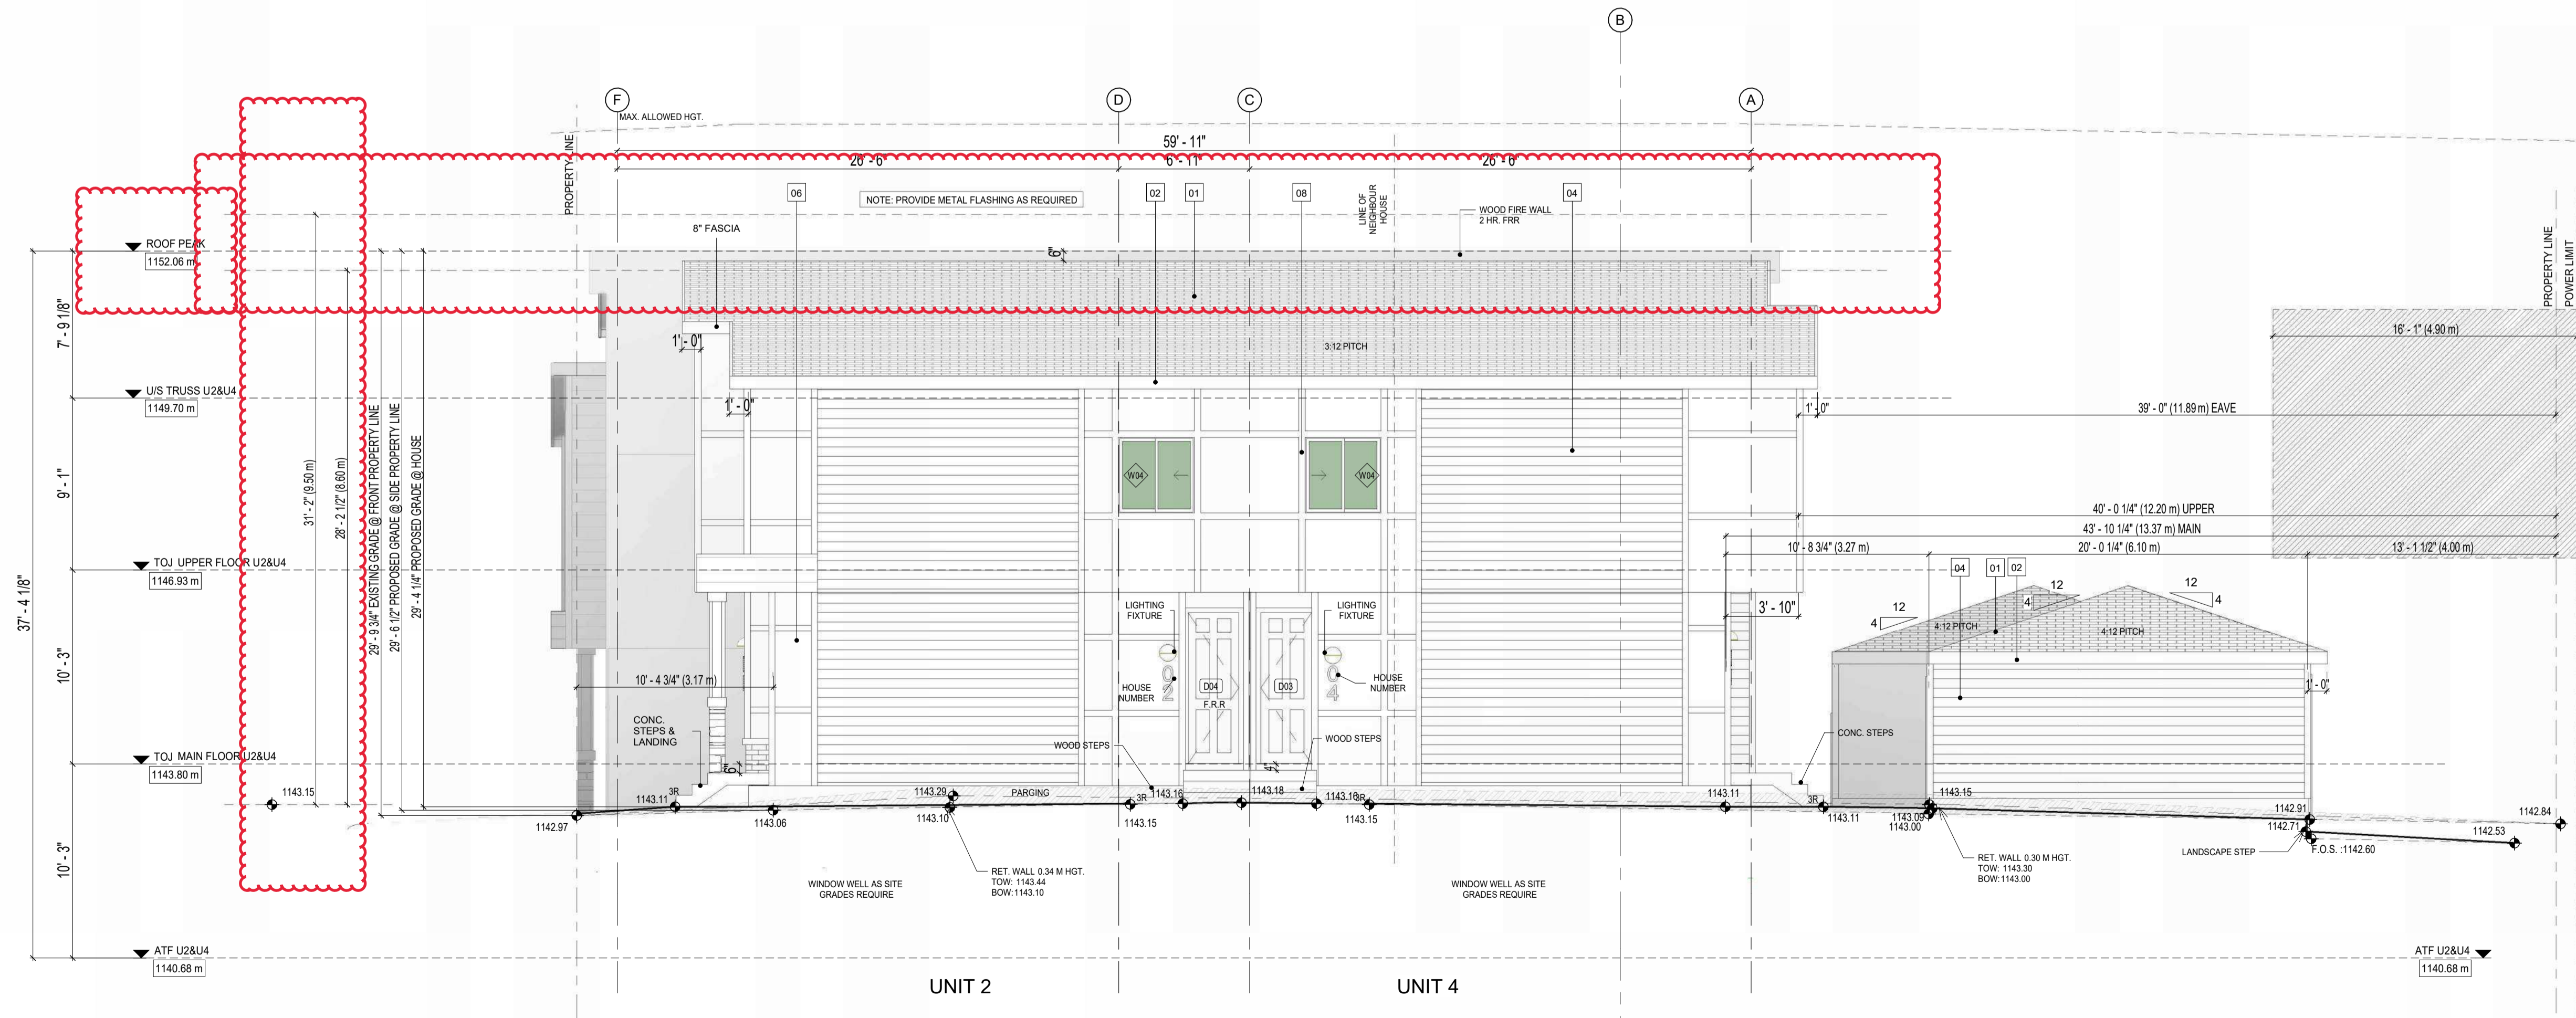 B
F
D
C
A
MAX. ALLOWED HGT.
PROPERTY LINE
59' - 11"
26' - 6"
6' - 11"
26' - 6"
06
NOTE: PROVIDE METAL FLASHING AS REQUIRED
02
01
08
LINE OF
NEIGHBOUR
HOUSE
04
WOOD FIRE WALL
2 HR. FRR
8" FASCIA
6"
ROOF PEAK
1152.06 m
PROPERTY LINE
POWER LIMIT
16' - 1" (4.90 m)
7' - 9 1/8"
1' - 0"
3:12 PITCH
U/S TRUSS U2&U4
1149.70 m
1' - 0"
1' - 0"
39' - 0" (11.89 m) EAVE
9' - 1"
31' - 2" (9.50 m)
28' - 2 1/2" (8.60 m)
29' - 9 3/4" EXISTING GRADE @ FRONT PROPERTY LINE
29' - 6 1/2" PROPOSED GRADE @ SIDE PROPERTY LINE
29' - 4 1/4" PROPOSED GRADE @ HOUSE
W04
W04
40' - 0 1/4" (12.20 m) UPPER
43' - 10 1/4" (13.37 m) MAIN
10' - 8 3/4" (3.27 m)
20' - 0 1/4" (6.10 m)
13' - 1 1/2" (4.00 m)
TOJ UPPER FLOOR U2&U4
1146.93 m
37' - 4 1/8"
04
01
02
12
4
12
4
12
4
4:12 PITCH
4:12 PITCH
LIGHTING
FIXTURE
LIGHTING
FIXTURE
3' - 10"
10' - 3"
10' - 4 3/4" (3.17 m)
HOUSE
NUMBER
02
D04
F.R.R
D03
04
HOUSE
NUMBER
1' - 0"
CONC.
STEPS &
LANDING
WOOD STEPS
WOOD STEPS
CONC. STEPS
TOJ MAIN FLOOR U2&U4
1143.80 m
6"
4"
1143.15
3R
1143.11
1143.29
PARGING
1143.16
3R
1143.18
1143.16
3R
1143.11
3R
1143.15
1142.91
1142.84
1142.97
1143.06
1143.10
1143.15
1143.15
1143.11
1143.09
1143.00
1142.71
1142.53
F.O.S. :1142.60
LANDSCAPE STEP
10' - 3"
WINDOW WELL AS SITE
GRADES REQUIRE
RET. WALL 0.34 M HGT.
TOW: 1143.44
BOW: 1143.10
WINDOW WELL AS SITE
GRADES REQUIRE
RET. WALL 0.30 M HGT.
TOW: 1143.30
BOW: 1143.00
ATF U2&U4
1140.68 m
ATF U2&U4
1140.68 m
UNIT 2
UNIT 4